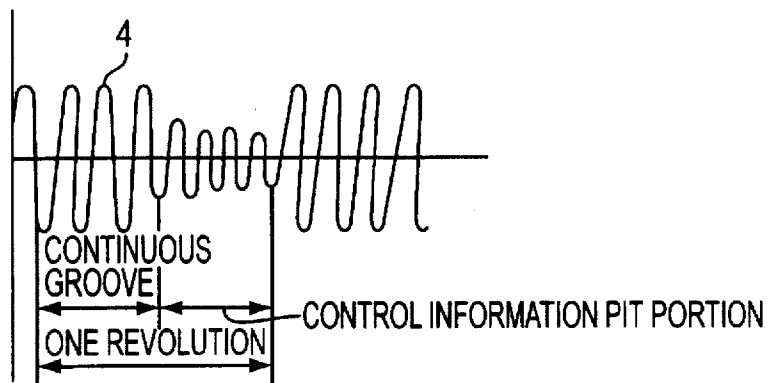 4
CONTINUOUS
GROOVE
CONTROL INFORMATION PIT PORTION
ONE REVOLUTION